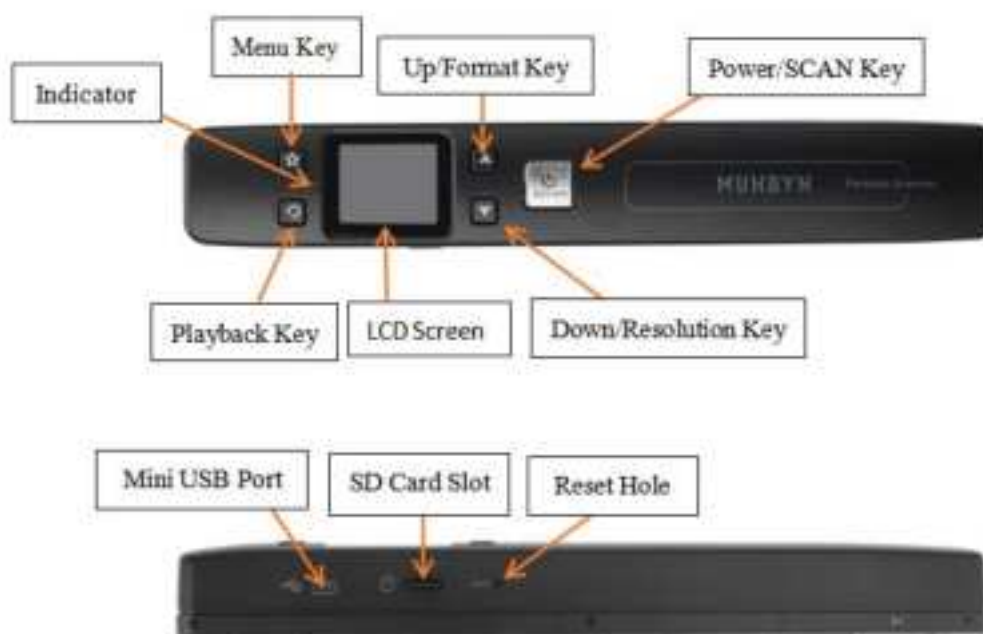 Menu Key
Up/Format Key
Power/SCAN Key
Indicator
MUNBYN
Playback Key
LCD Screen
Down/Resolution Key
Mini USB Port
SD Card Slot
Reset Hole